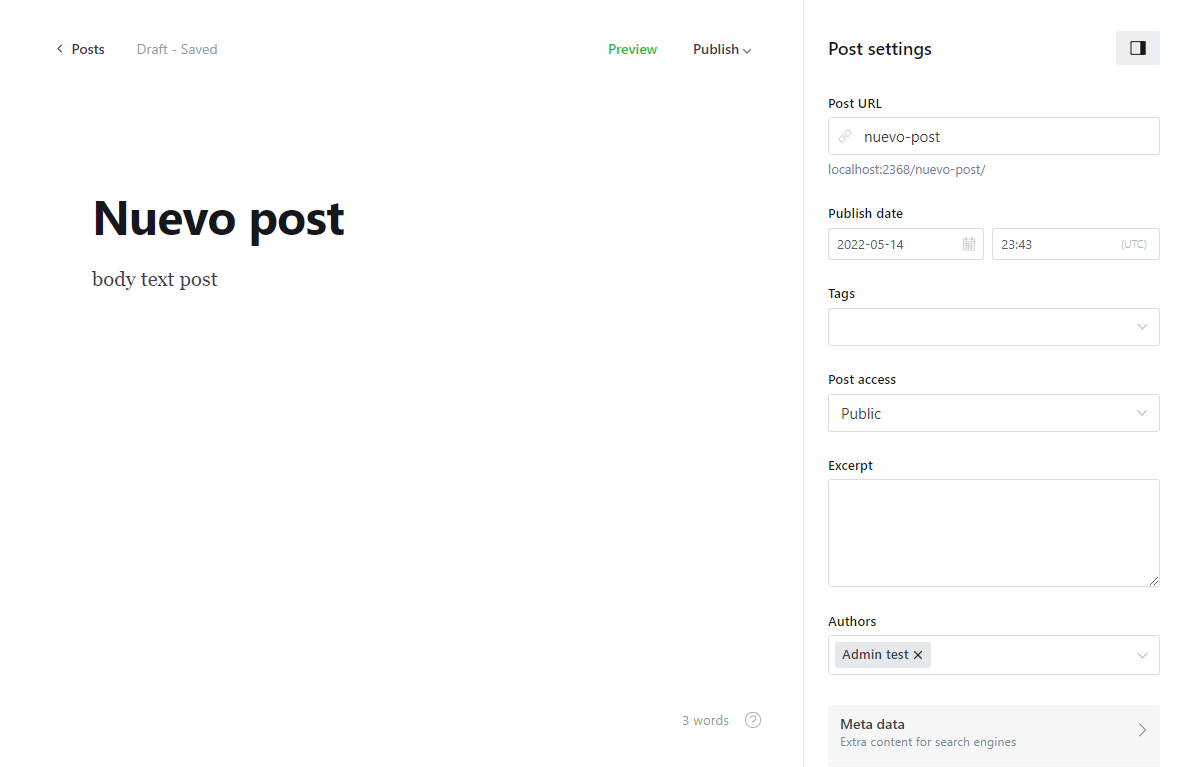 Posts Draft - Saved Preview Publish
Nuevo post
body text post
3 words ?
Post settings
Post URL
nuevo-post
localhost:2368/nuevo-post/
Publish date
2022-05-14 23:43 (UTC)
Tags
Post access
Public
Excerpt
Authors
Admin test ×
Meta data
Extra content for search engines